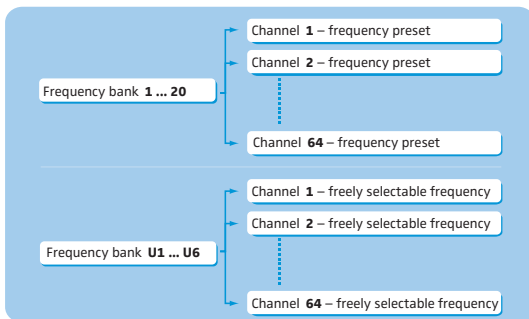 Channel 1 – frequency preset
Channel 2 – frequency preset
Frequency bank 1 ... 20
Channel 64 – frequency preset
Channel 1 – freely selectable frequency
Channel 2 – freely selectable frequency
Frequency bank U1 ... U6
Channel 64 – freely selectable frequency